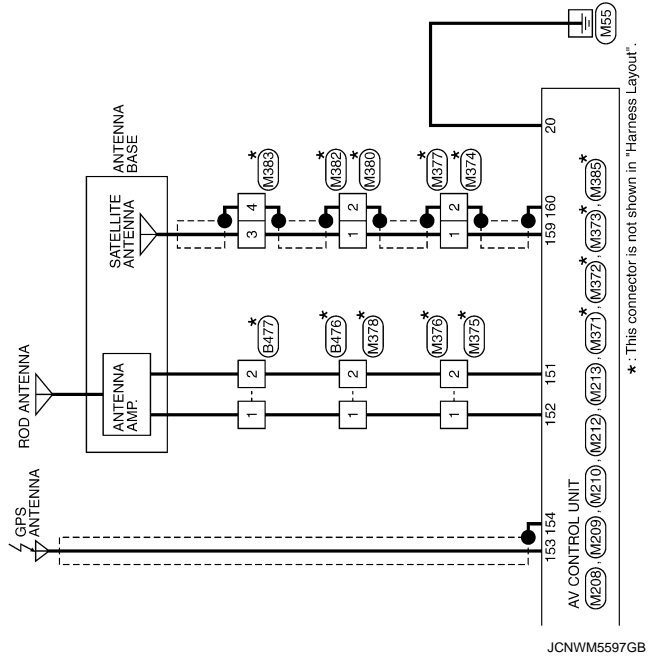 GPS
ANTENNA
ROD ANTENNA
ANTENNA
AMP.
SATELLITE
ANTENNA
ANTENNA
BASE
1 2 * B477
1 2 * B476
* M378
1 2 * M376
* M375
3 4 * M383
1 2 * M382
* M380
1 2 * M377
* M374
153 154 152 151 159 160 20
M55
AV CONTROL UNIT
M208 , M209 , M210 , M212 , M213 , M371 * , M372 * , M373 * , M385 *
* : This connector is not shown in "Harness Layout".
JCNWM5597GB